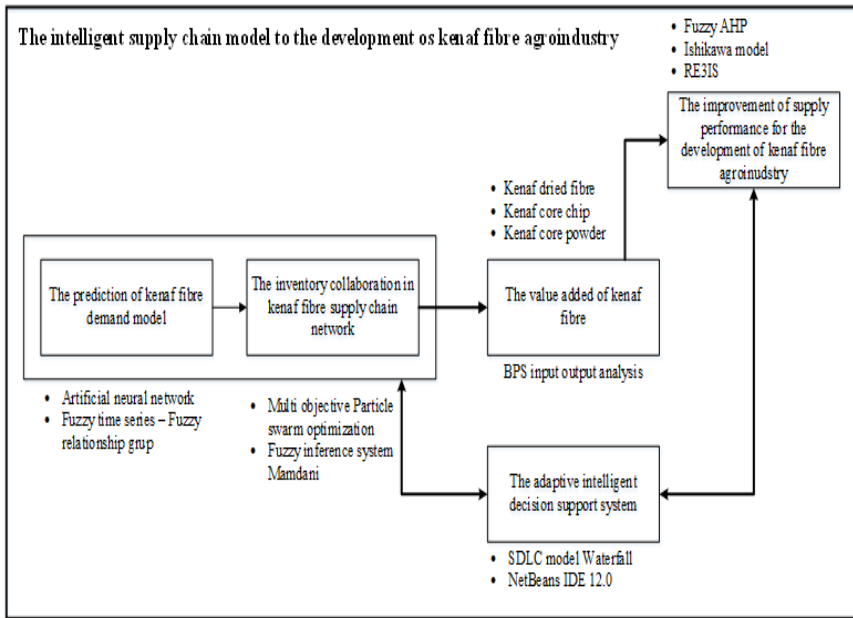 The intelligent supply chain model to the development os kenaf fibre agroindustry
• Fuzzy AHP
• Ishikawa model
• RE3IS
The improvement of supply
performance for the
development of kenaf fibre
agroinudstry
• Kenaf dried fibre
• Kenaf core chip
• Kenaf core powder
The prediction of kenaf fibre
demand model
The inventory collaboration in
kenaf fibre supply chain
network
The value added of kenaf
fibre
BPS input output analysis
• Artificial neural network
• Fuzzy time series – Fuzzy
relationship grup
• Multi objective Particle
swarm optimization
• Fuzzy inference system
Mamdani
The adaptive intelligent
decision support system
• SDLC model Waterfall
• NetBeans IDE 12.0